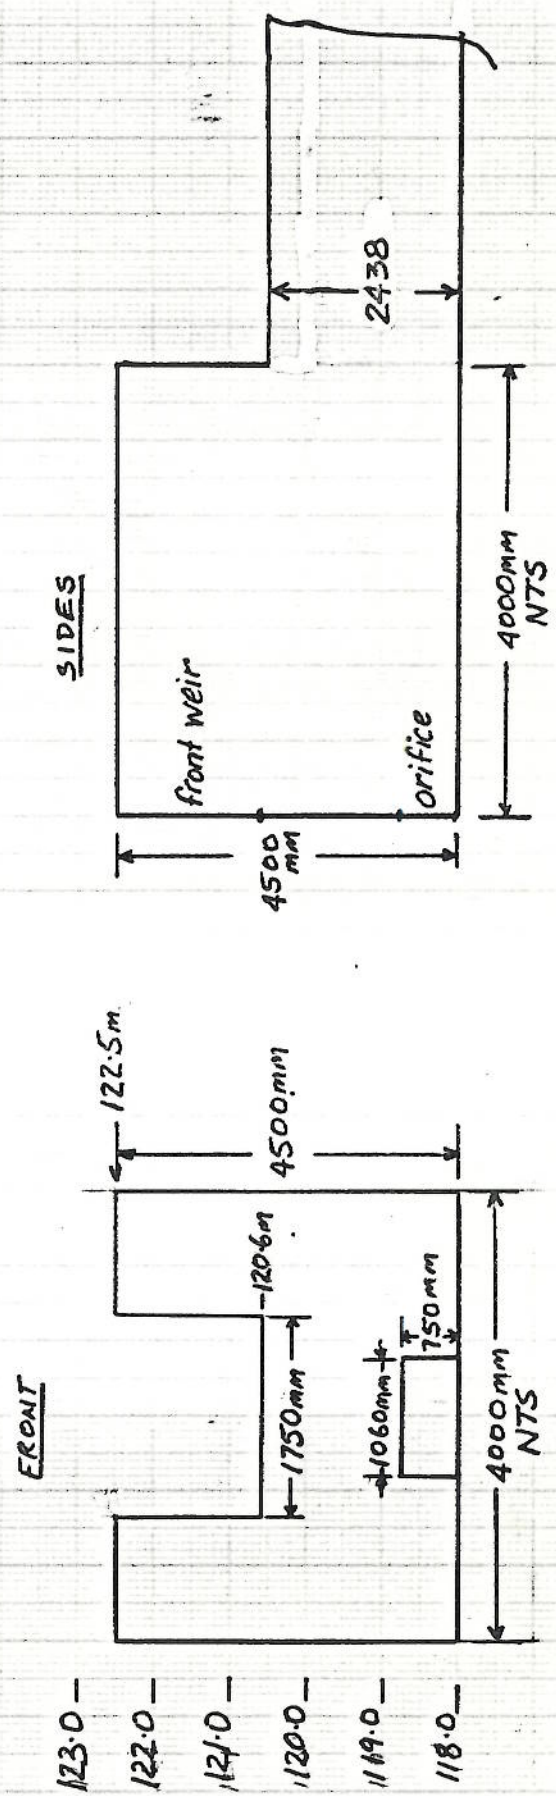 FRONT
123.0
122.0
121.0
120.0
119.0
118.0
122.5m
120.6m
1750mm
1060mm
750mm
4500mm
4000mm
NTS
SIDES
front weir
orifice
4500
mm
2438
4000mm
NTS